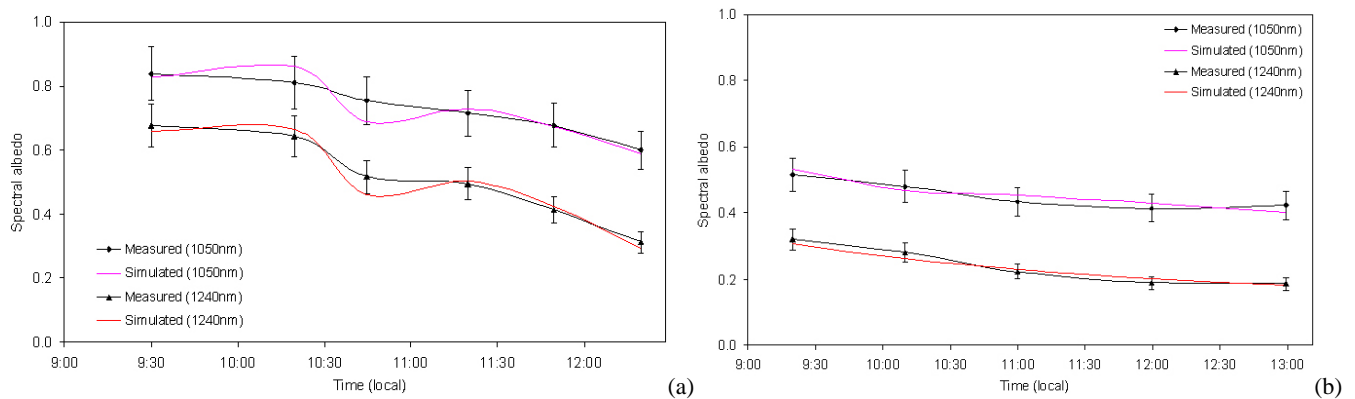 1.0
0.8
0.6
0.4
0.2
0.0
Spectral albedo
Measured (1050nm)
Simulated (1050nm)
Measured (1240nm)
Simulated (1240nm)
9:00 9:30 10:00 10:30 11:00 11:30 12:00
Time (local)
(a)
1.0
0.8
0.6
0.4
0.2
0.0
Spectral albedo
Measured (1050nm)
Simulated (1050nm)
Measured (1240nm)
Simulated (1240nm)
9:00 9:30 10:00 10:30 11:00 11:30 12:00 12:30 13:00
Time (local)
(b)